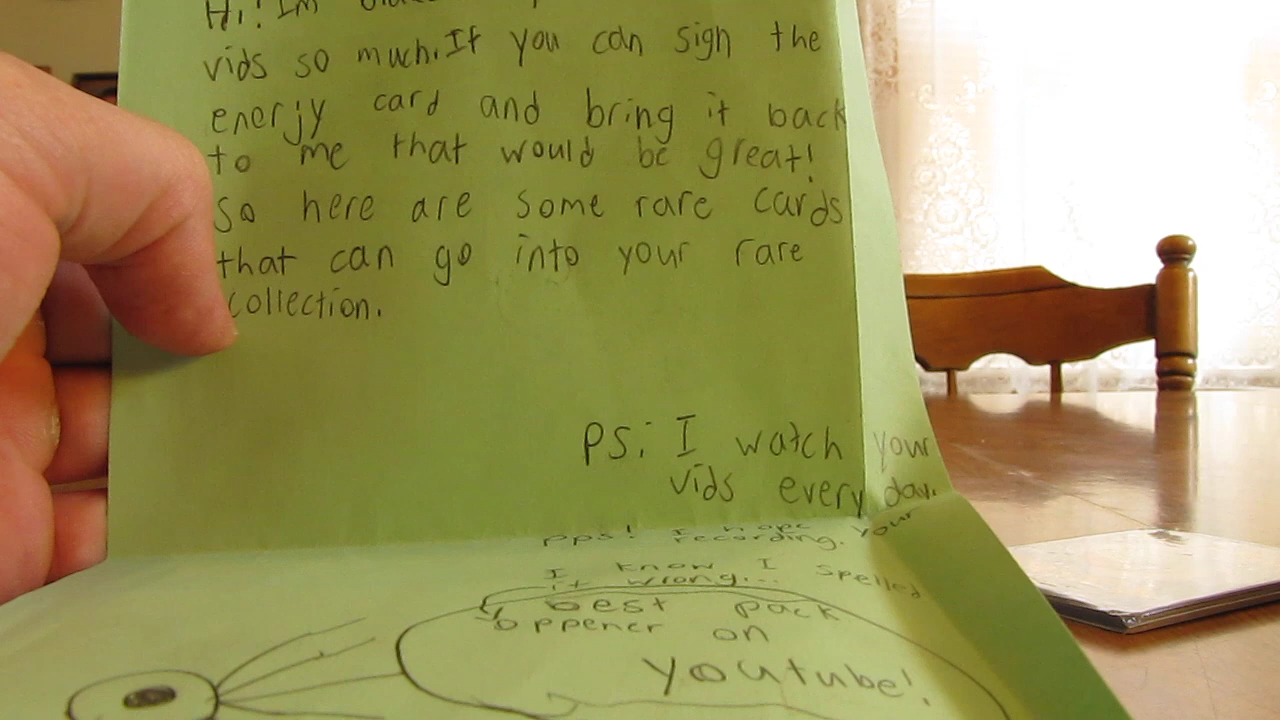 Hi! Im
vids so much. If you can sign the
enerjy card and bring it back
to me that would be great!
So here are some rare cards
that can go into your rare
collection.
PS: I watch your
vids every day.
pps! I hope your
recording.
I know I spelled
it wrong...
best pack
oppener on
youtube!